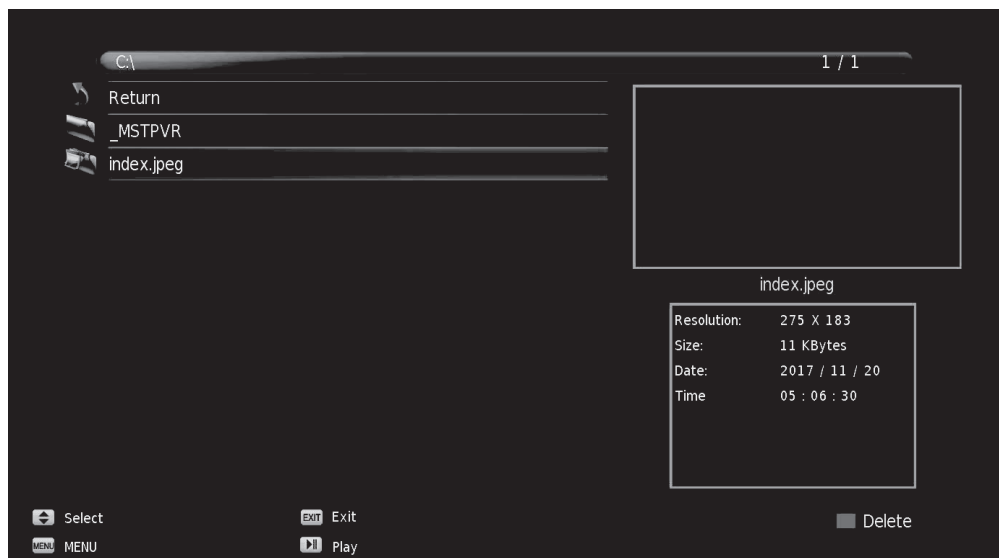 C:\ 1 / 1
Return
_MSTPVR
index.jpeg
index.jpeg
Resolution: 275 X 183
Size: 11 KBytes
Date: 2017 / 11 / 20
Time 05 : 06 : 30
Select EXIT Exit Delete
MENU MENU Play